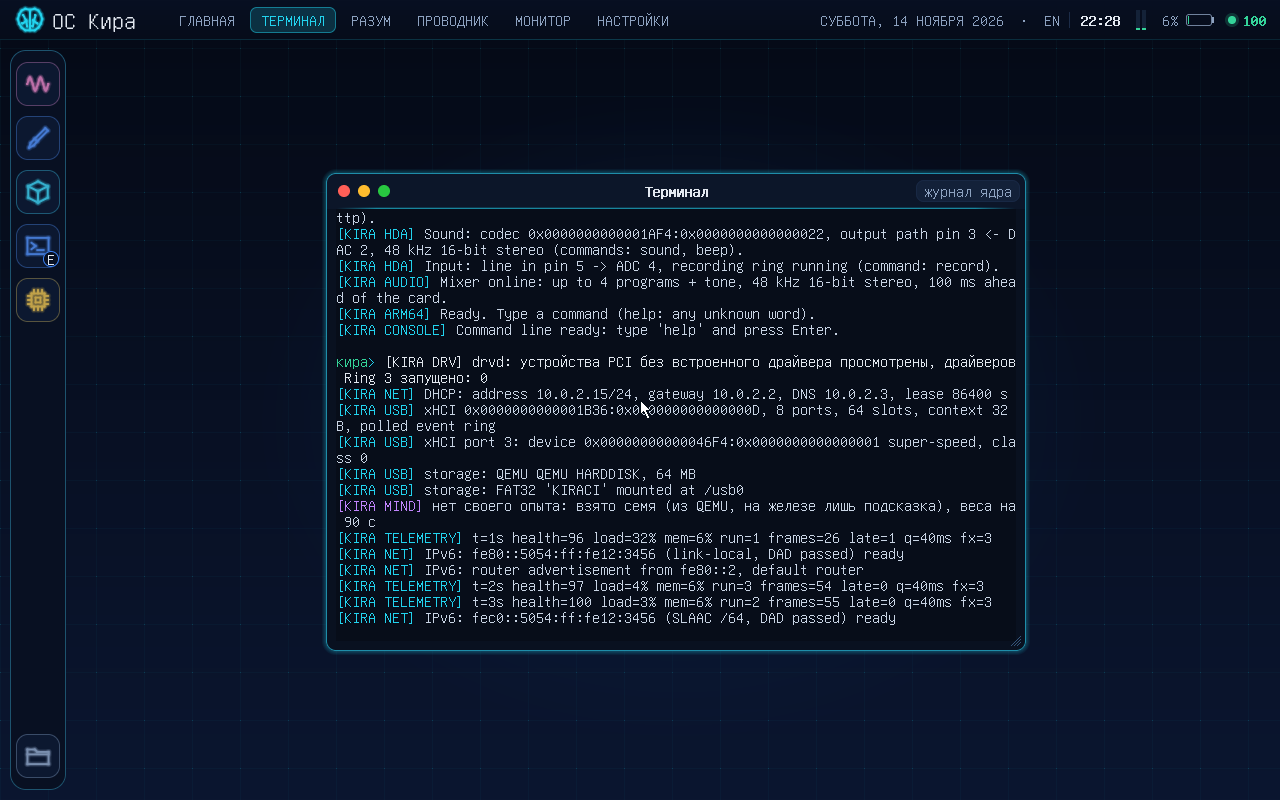 ОС Кира
ГЛАВНАЯ ТЕРМИНАЛ РАЗУМ ПРОВОДНИК МОНИТОР НАСТРОЙКИ
СУББОТА, 14 НОЯБРЯ 2026 · EN 22:28 6% 100
E
Терминал
журнал ядра
ttp).
[KIRA HDA] Sound: codec 0x0000000000001AF4:0x0000000000000022, output path pin 3 <- D
AC 2, 48 kHz 16-bit stereo (commands: sound, beep).
[KIRA HDA] Input: line in pin 5 -> ADC 4, recording ring running (command: record).
[KIRA AUDIO] Mixer online: up to 4 programs + tone, 48 kHz 16-bit stereo, 100 ms ahea
d of the card.
[KIRA ARM64] Ready. Type a command (help: any unknown word).
[KIRA CONSOLE] Command line ready: type 'help' and press Enter.
кира> [KIRA DRV] drvd: устройства PCI без встроенного драйвера просмотрены, драйверов
Ring 3 запущено: 0
[KIRA NET] DHCP: address 10.0.2.15/24, gateway 10.0.2.2, DNS 10.0.2.3, lease 86400 s
[KIRA USB] xHCI 0x0000000000001B36:0x000000000000000D, 8 ports, 64 slots, context 32
B, polled event ring
[KIRA USB] xHCI port 3: device 0x00000000000046F4:0x0000000000000001 super-speed, cla
ss 0
[KIRA USB] storage: QEMU QEMU HARDDISK, 64 MB
[KIRA USB] storage: FAT32 'KIRACI' mounted at /usb0
[KIRA MIND] нет своего опыта: взято семя (из QEMU, на железе лишь подсказка), веса на
90 с
[KIRA TELEMETRY] t=1s health=96 load=32% mem=6% run=1 frames=26 late=1 q=40ms fx=3
[KIRA NET] IPv6: fe80::5054:ff:fe12:3456 (link-local, DAD passed) ready
[KIRA NET] IPv6: router advertisement from fe80::2, default router
[KIRA TELEMETRY] t=2s health=97 load=4% mem=6% run=3 frames=54 late=0 q=40ms fx=3
[KIRA TELEMETRY] t=3s health=100 load=3% mem=6% run=2 frames=55 late=0 q=40ms fx=3
[KIRA NET] IPv6: fec0::5054:ff:fe12:3456 (SLAAC /64, DAD passed) ready